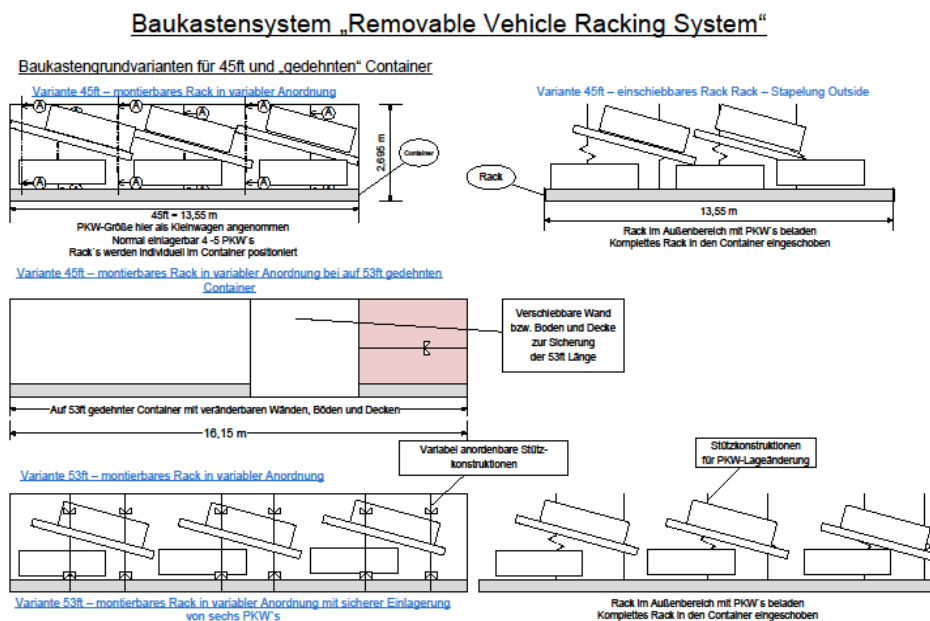 Baukastensystem „Removable Vehicle Racking System“
Baukastengrundvarianten für 45ft und „gedehnten“ Container
Variante 45ft – montierbares Rack in variabler Anordnung
A A A A
A A A A
2,695 m
Container
45ft = 13,55 m
PKW-Größe hier als Kleinwagen angenommen
Normal einlagerbar 4 -5 PKW´s
Rack´s werden individuell im Container positioniert
Variante 45ft – einschiebbares Rack Rack – Stapelung Outside
Rack
13,55 m
Rack im Außenbereich mit PKW´s beladen
Komplettes Rack in den Container eingeschoben
Variante 45ft – montierbares Rack in variabler Anordnung bei auf 53ft gedehnten
Container
Verschiebbare Wand
bzw. Boden und Decke
zur Sicherung
der 53ft Länge
Auf 53ft gedehnter Container mit veränderbaren Wänden, Böden und Decken
16,15 m
Variante 53ft – montierbares Rack in variabler Anordnung
Variabel anordenbare Stütz-
konstruktionen
Stützkonstruktionen
für PKW-Lageänderung
Variante 53ft – montierbares Rack in variabler Anordnung mit sicherer Einlagerung
von sechs PKW´s
Rack im Außenbereich mit PKW´s beladen
Komplettes Rack in den Container eingeschoben